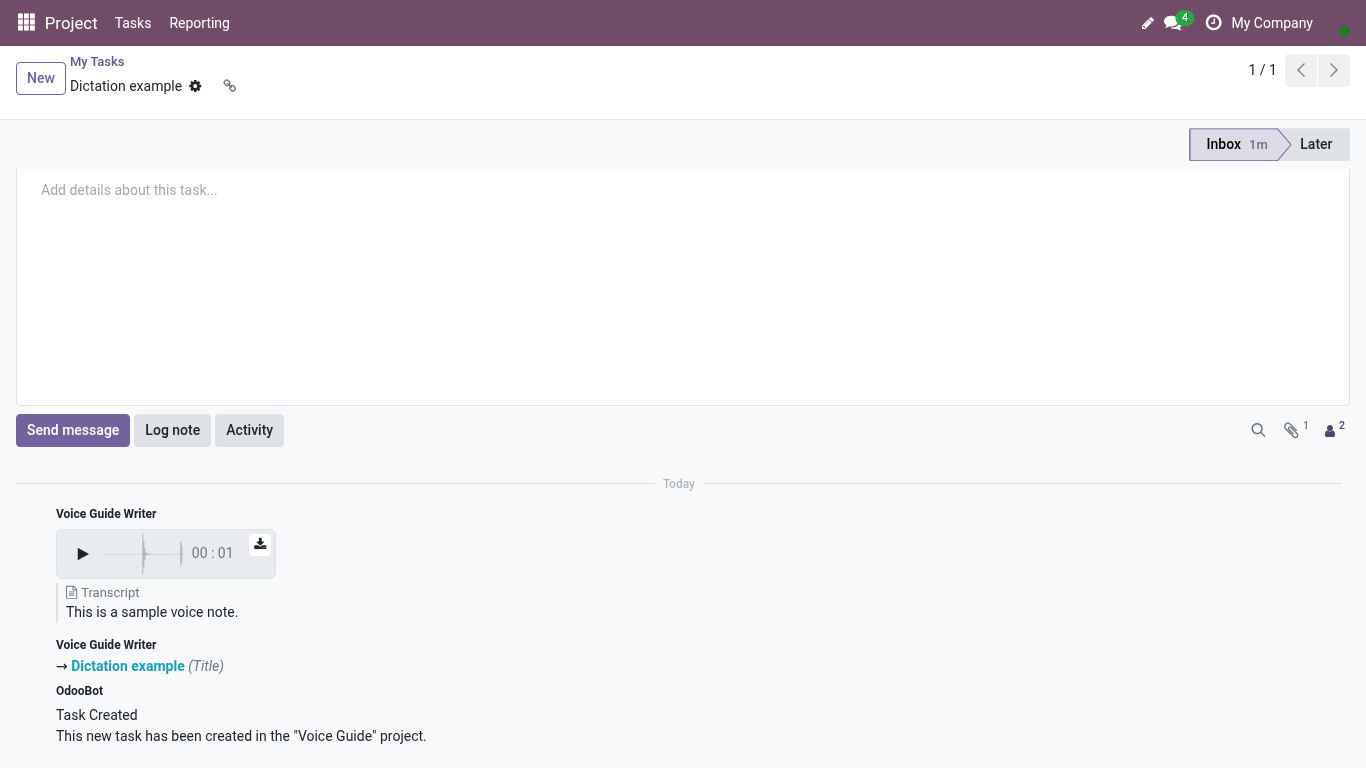 Project Tasks Reporting 4 My Company
My Tasks
New
Dictation example
1 / 1
Inbox 1m Later
Add details about this task...
Send message Log note Activity 1 2
Today
Voice Guide Writer
00 : 01
Transcript
This is a sample voice note.
Voice Guide Writer
→ Dictation example (Title)
OdooBot
Task Created
This new task has been created in the "Voice Guide" project.